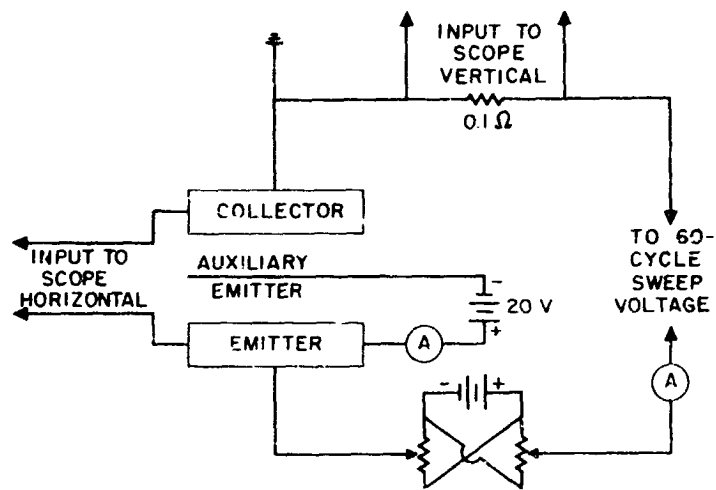 INPUT TO
SCOPE
VERTICAL
0.1 Ω
COLLECTOR
INPUT TO
SCOPE
HORIZONTAL
AUXILIARY
EMITTER
-
20 V
+
EMITTER
A
TO 60-
CYCLE
SWEEP
VOLTAGE
A
- +